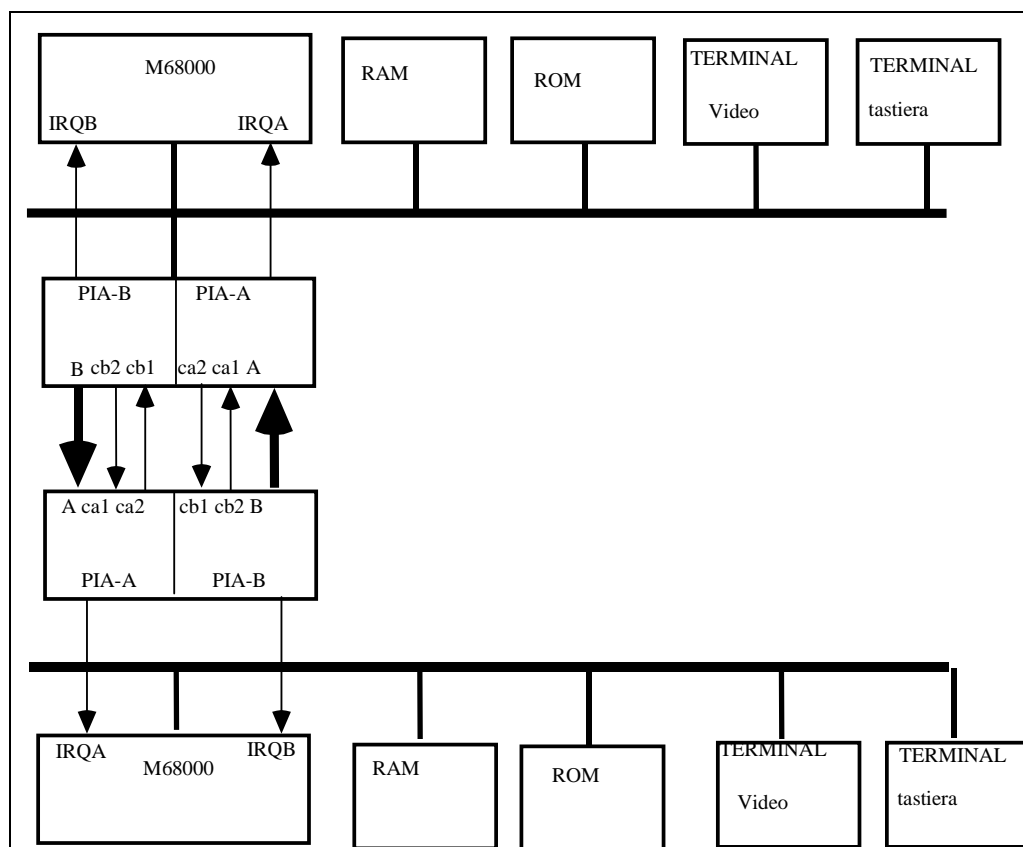 M68000
IRQB IRQA
RAM
ROM
TERMINAL
Video
TERMINAL
tastiera
PIA-B PIA-A
B cb2 cb1 ca2 ca1 A
A ca1 ca2 cb1 cb2 B
PIA-A PIA-B
IRQA IRQB
M68000
RAM
ROM
TERMINAL
Video
TERMINAL
tastiera